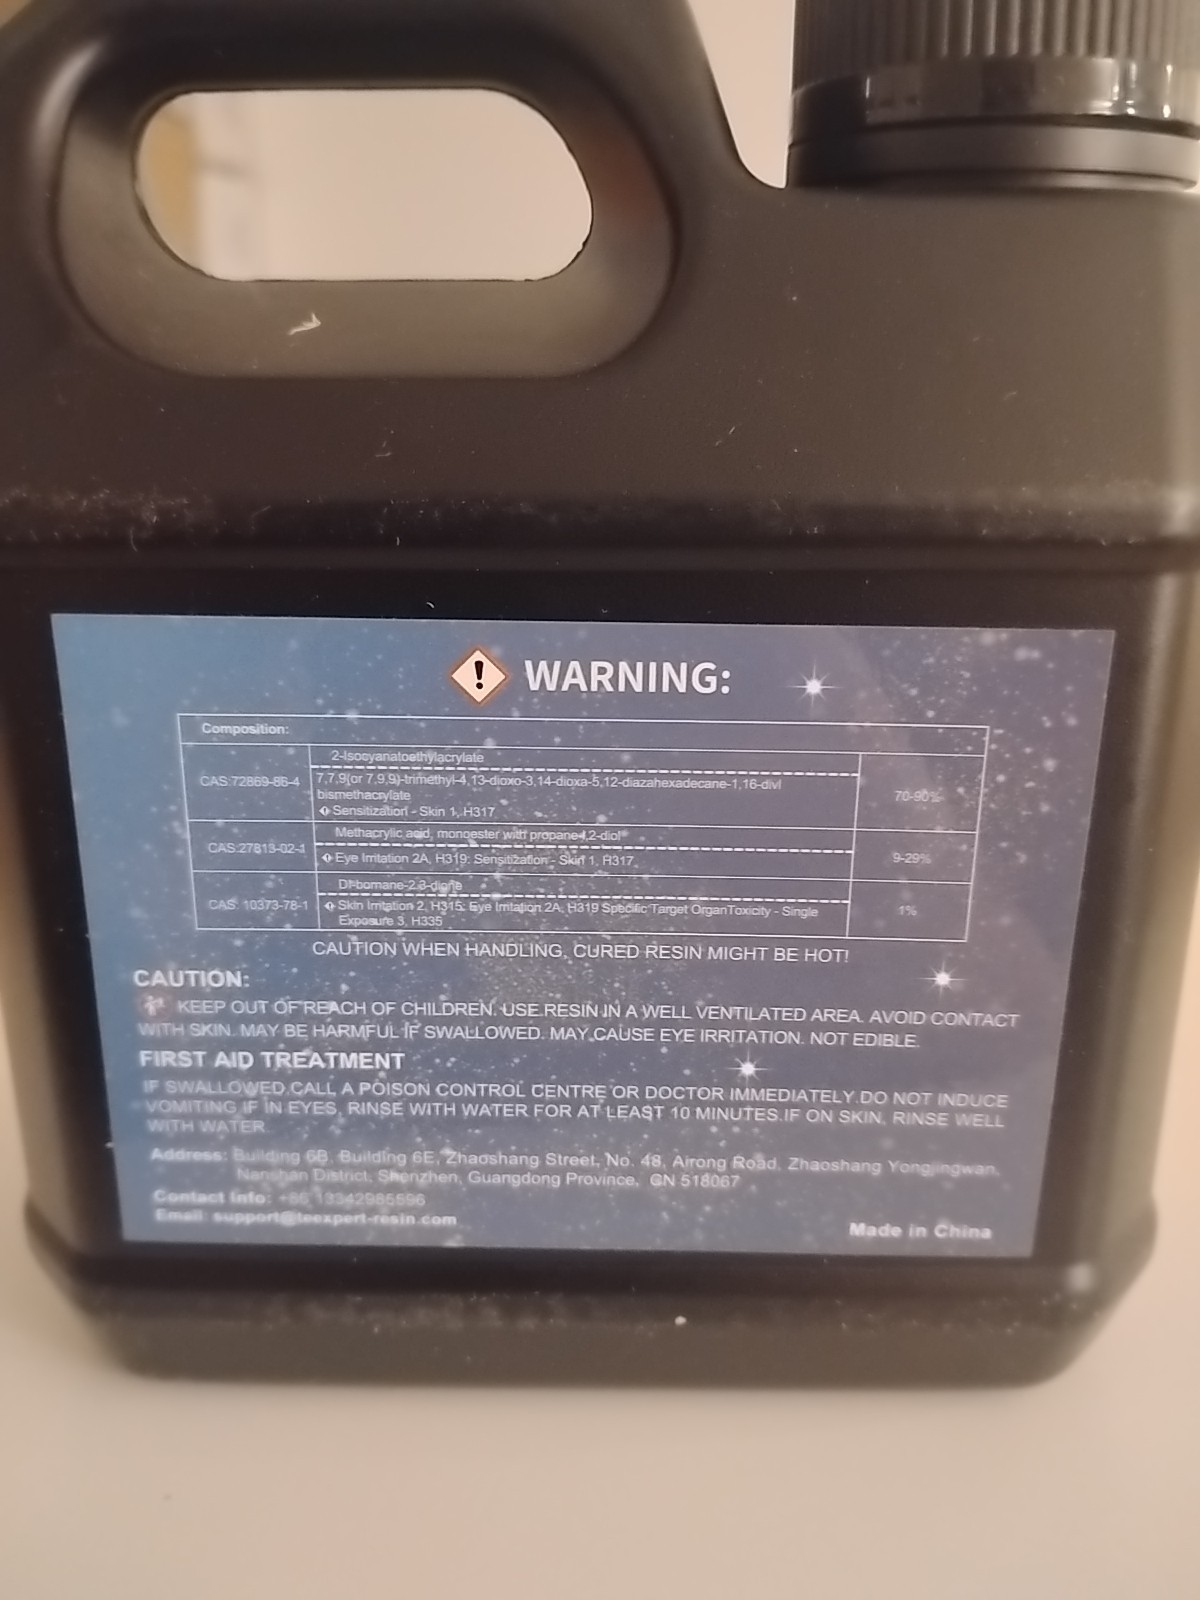 WARNING:
Composition:
CAS:72869-86-4
2-Isocyanatoethylacrylate
7,7,9(or 7,9,9)-trimethyl-4,13-dioxo-3,14-dioxa-5,12-diazahexadecane-1,16-diyl
bismethacrylate
Sensitization - Skin 1, H317
70-90%
CAS:27813-02-1
Methacrylic acid, monoester with propane-1,2-diol
Eye Irritation 2A, H319; Sensitization - Skin 1, H317
9-29%
CAS: 10373-78-1
Dl-bornane-2,3-dione
Skin Irritation 2, H315; Eye Irritation 2A, H319 Specific Target OrganToxicity - Single
Exposure 3, H335
1%
CAUTION WHEN HANDLING, CURED RESIN MIGHT BE HOT!
CAUTION:
KEEP OUT OF REACH OF CHILDREN. USE RESIN IN A WELL VENTILATED AREA. AVOID CONTACT
WITH SKIN. MAY BE HARMFUL IF SWALLOWED. MAY CAUSE EYE IRRITATION. NOT EDIBLE.
FIRST AID TREATMENT
IF SWALLOWED,CALL A POISON CONTROL CENTRE OR DOCTOR IMMEDIATELY.DO NOT INDUCE
VOMITING.IF IN EYES, RINSE WITH WATER FOR AT LEAST 10 MINUTES.IF ON SKIN, RINSE WELL
WITH WATER.
Address: Building 6B, Building 6E, Zhaoshang Street, No. 48, Airong Road, Zhaoshang Yongjingwan,
Nanshan District, Shenzhen, Guangdong Province, CN 518067
Contact Info: +86 13342985596
Email: support@teexpert-resin.com
Made in China